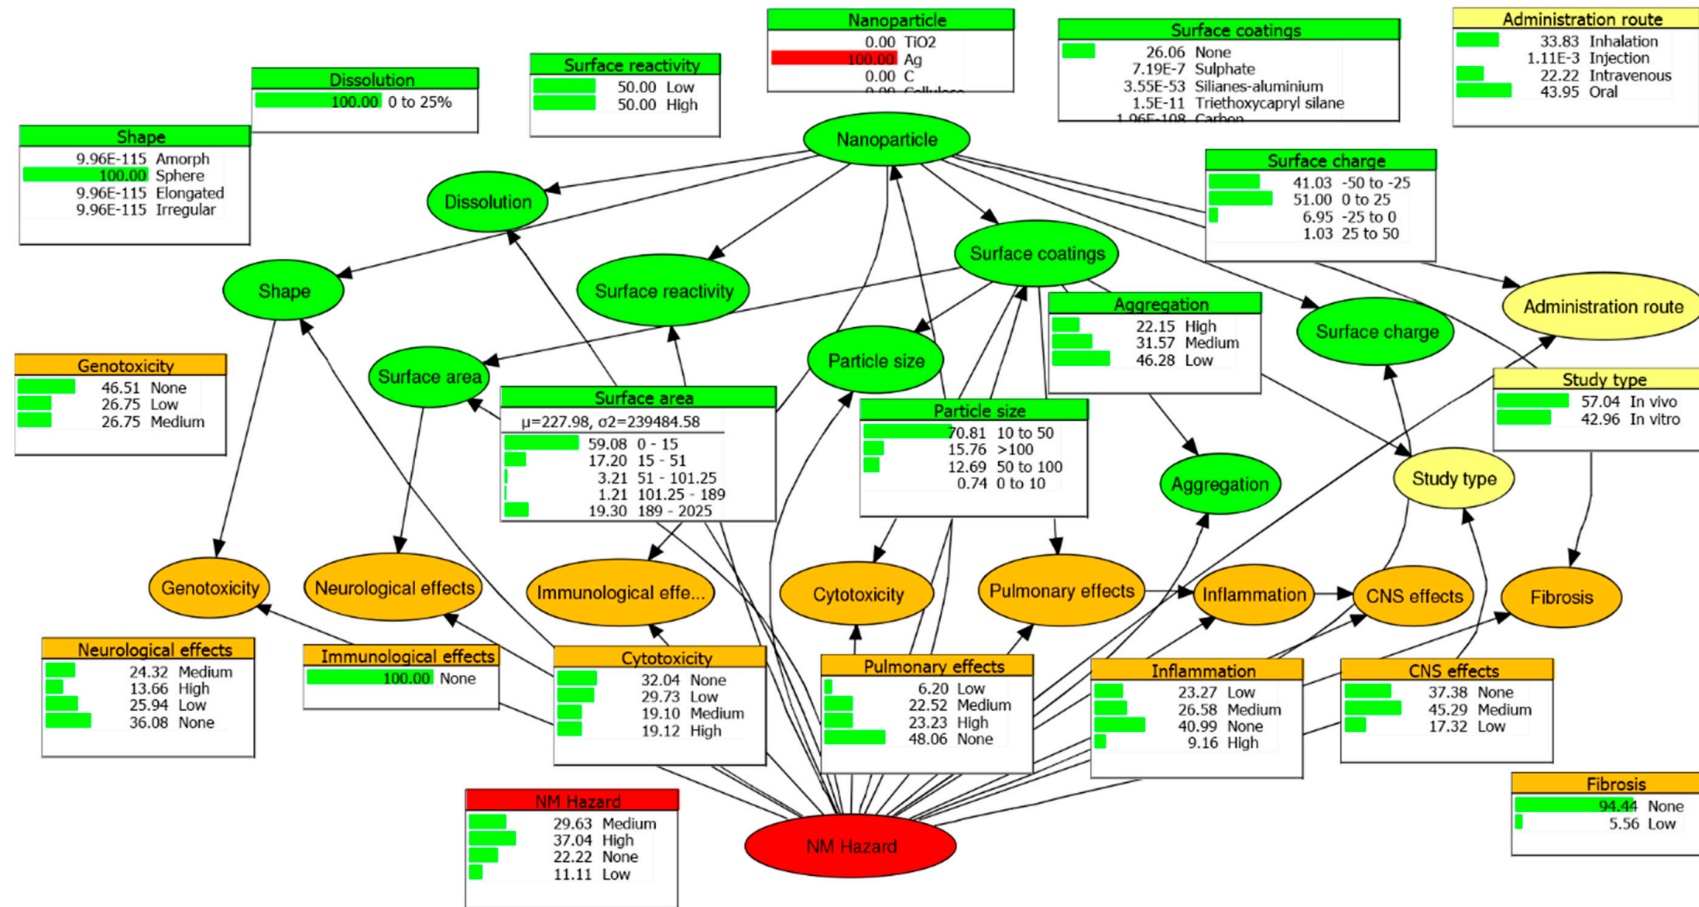 Nanoparticle
0.00 TiO2
100.00 Ag
0.00 C
0.00 Cellulose
Surface coatings
26.06 None
7.19E-7 Sulphate
3.55E-53 Silianes-aluminium
1.5E-11 Triethoxycapryl silane
1.96E-108 Carbon
Administration route
33.83 Inhalation
1.11E-3 Injection
22.22 Intravenous
43.95 Oral
Surface reactivity
50.00 Low
50.00 High
Dissolution
100.00 0 to 25%
Shape
9.96E-115 Amorph
100.00 Sphere
9.96E-115 Elongated
9.96E-115 Irregular
Nanoparticle
Surface charge
41.03 -50 to -25
51.00 0 to 25
6.95 -25 to 0
1.03 25 to 50
Dissolution
Surface coatings
Shape
Surface reactivity
Administration route
Aggregation
22.15 High
31.57 Medium
46.28 Low
Surface charge
Particle size
Surface area
Genotoxicity
46.51 None
26.75 Low
26.75 Medium
Study type
57.04 In vivo
42.96 In vitro
Surface area
μ=227.98, σ2=239484.58
59.08 0 - 15
17.20 15 - 51
3.21 51 - 101.25
1.21 101.25 - 189
19.30 189 - 2025
Particle size
70.81 10 to 50
15.76 >100
12.69 50 to 100
0.74 0 to 10
Aggregation
Study type
Genotoxicity
Neurological effects
Immunological effe...
Cytotoxicity
Pulmonary effects
Inflammation
CNS effects
Fibrosis
Neurological effects
24.32 Medium
13.66 High
25.94 Low
36.08 None
Immunological effects
100.00 None
Cytotoxicity
32.04 None
29.73 Low
19.10 Medium
19.12 High
Pulmonary effects
6.20 Low
22.52 Medium
23.23 High
48.06 None
Inflammation
23.27 Low
26.58 Medium
40.99 None
9.16 High
CNS effects
37.38 None
45.29 Medium
17.32 Low
Fibrosis
94.44 None
5.56 Low
NM Hazard
29.63 Medium
37.04 High
22.22 None
11.11 Low
NM Hazard